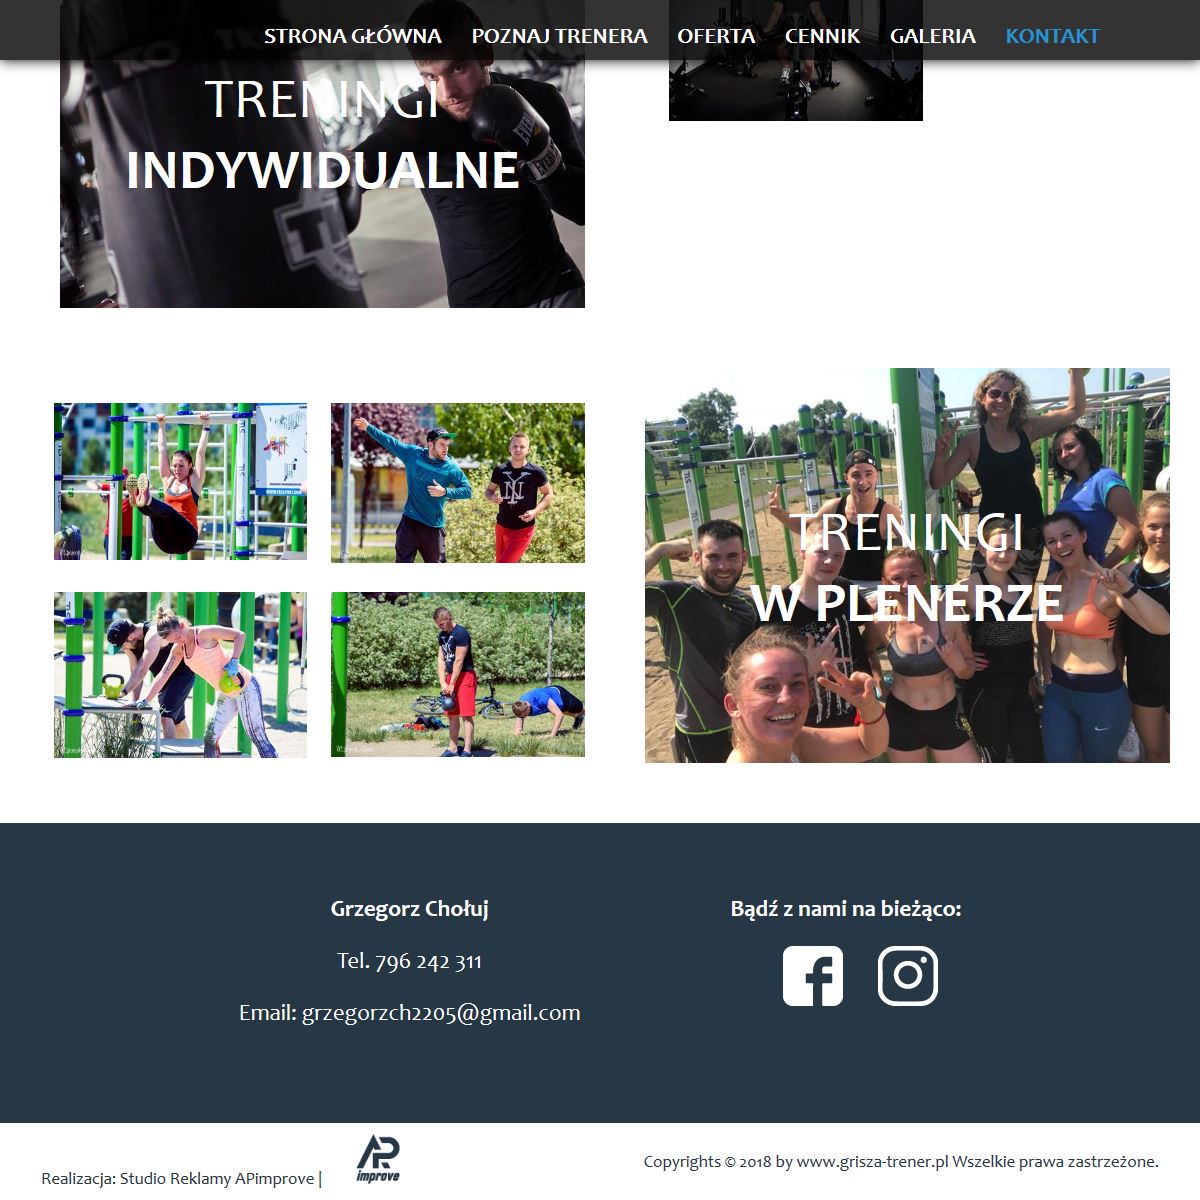 STRONA GŁÓWNA POZNAJ TRENERA OFERTA CENNIK GALERIA KONTAKT
TRENINGI
INDYWIDUALNE
EVERLAST
TRENINGI
W PLENERZE
Grzegorz Chołuj
Tel. 796 242 311
Email: grzegorzch2205@gmail.com
Bądź z nami na bieżąco:
Realizacja: Studio Reklamy APimprove |
AP
improve
Copyrights © 2018 by www.grisza-trener.pl Wszelkie prawa zastrzeżone.